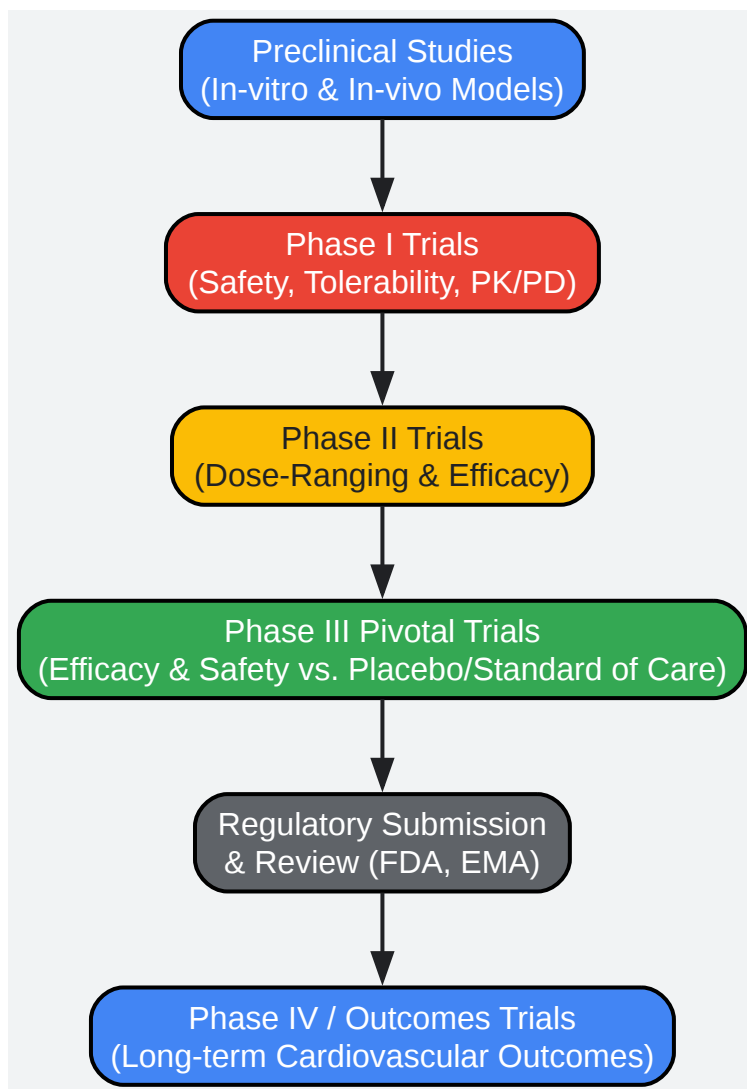 Preclinical Studies
(In-vitro & In-vivo Models)
Phase I Trials
(Safety, Tolerability, PK/PD)
Phase II Trials
(Dose-Ranging & Efficacy)
Phase III Pivotal Trials
(Efficacy & Safety vs. Placebo/Standard of Care)
Regulatory Submission
& Review (FDA, EMA)
Phase IV / Outcomes Trials
(Long-term Cardiovascular Outcomes)